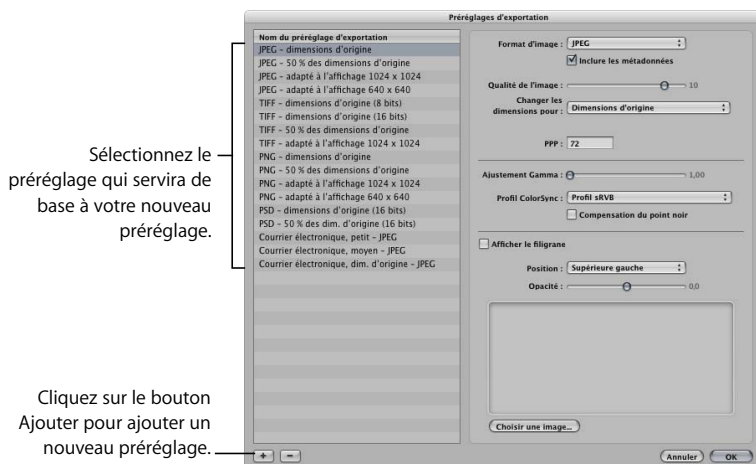 Préréglages d'exportation
Nom du préréglage d'exportation
JPEG – dimensions d'origine
JPEG – 50 % des dimensions d'origine
JPEG – adapté à l'affichage 1024 x 1024
JPEG – adapté à l'affichage 640 x 640
TIFF – dimensions d'origine (8 bits)
TIFF – dimensions d'origine (16 bits)
TIFF – 50 % des dimensions d'origine
TIFF – adapté à l'affichage 1024 x 1024
PNG – dimensions d'origine
PNG – 50 % des dimensions d'origine
PNG – adapté à l'affichage 1024 x 1024
PNG – adapté à l'affichage 640 x 640
PSD – dimensions d'origine (16 bits)
PSD – 50 % des dim. d'origine (16 bits)
Courrier électronique, petit – JPEG
Courrier électronique, moyen – JPEG
Courrier électronique, dim. d'origine – JPEG
Format d'image : JPEG
Inclure les métadonnées
Qualité de l'image : 10
Changer les
dimensions pour : Dimensions d'origine
PPP : 72
Ajustement Gamma : 1,00
Profil ColorSync : Profil sRVB
Compensation du point noir
Afficher le filigrane
Position : Supérieure gauche
Opacité : 0,0
Choisir une image...
Annuler
OK
Sélectionnez le
préréglage qui servira de
base à votre nouveau
préréglage.
Cliquez sur le bouton
Ajouter pour ajouter un
nouveau préréglage.